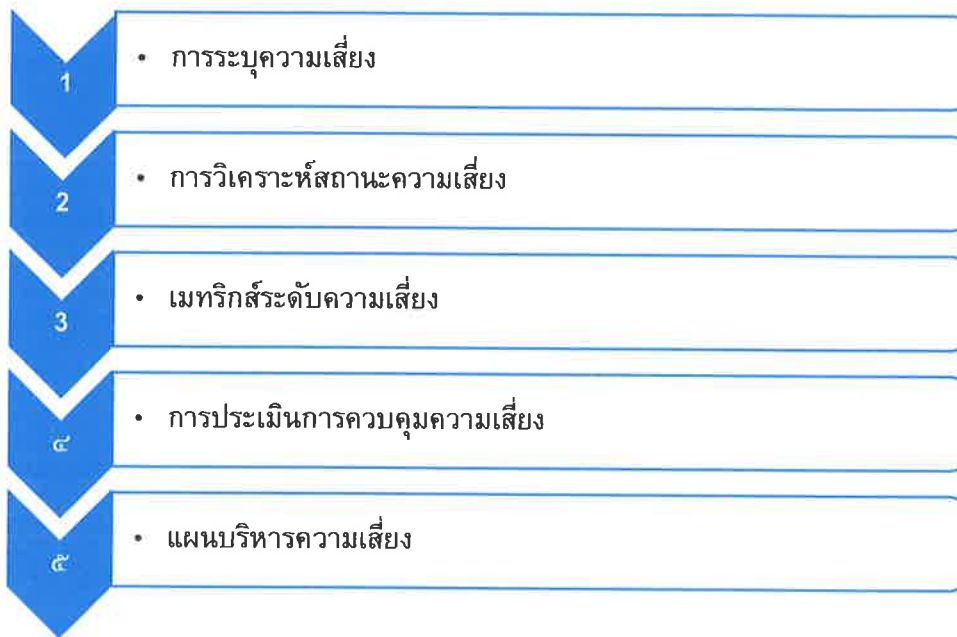 1
• การระบุความเสี่ยง
2
• การวิเคราะห์สถานะความเสี่ยง
3
• เมทริกส์ระดับความเสี่ยง
๔
• การประเมินการควบคุมความเสี่ยง
๕
• แผนบริหารความเสี่ยง